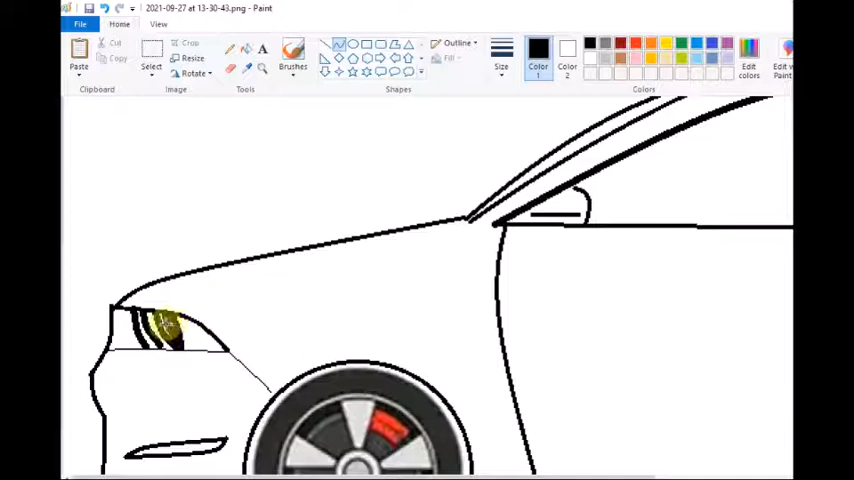 2021-09-27 at 13-30-43.png - Paint
File Home View
Cut
Copy
Paste
Clipboard
Select
Crop
Resize
Rotate
Image
A
Tools
Brushes
Outline
Fill
Shapes
Size
Color 1
Color 2
Edit colors
Colors
Edit wi
Paint